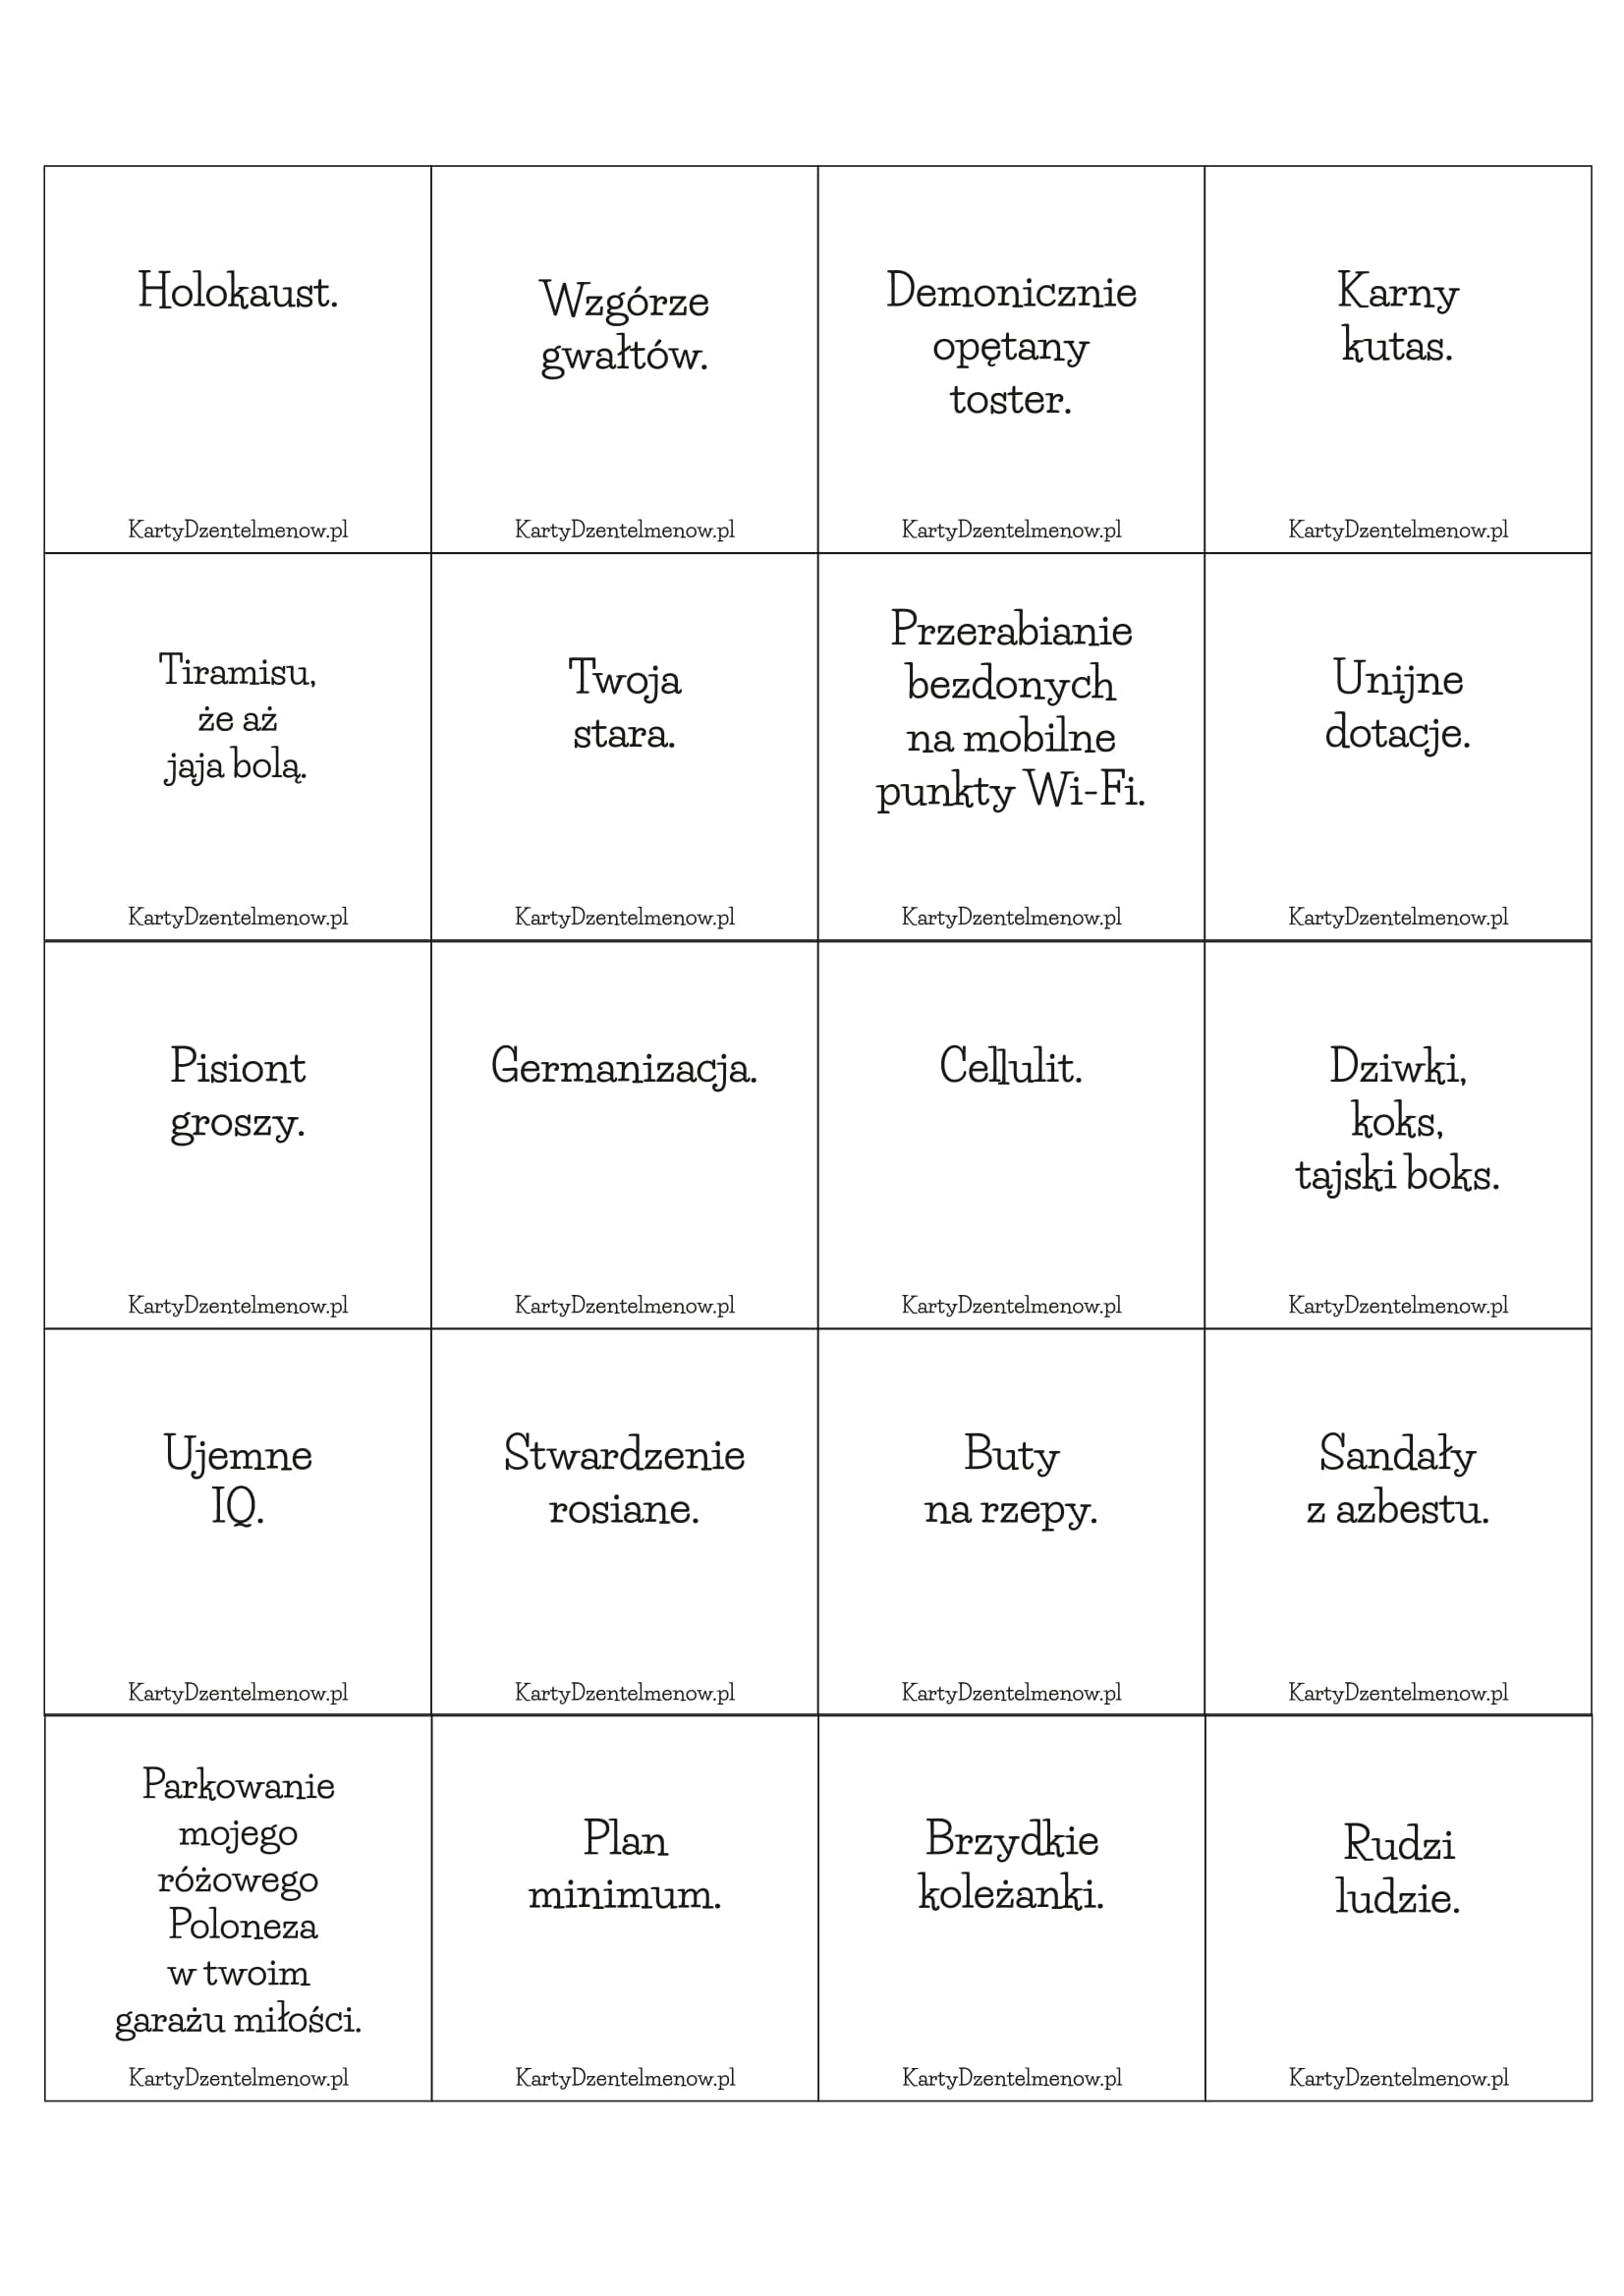 Holokaust.
KartyDzentelmenow.pl
Wzgórze
gwałtów.
KartyDzentelmenow.pl
Demonicznie
opętany
toster.
KartyDzentelmenow.pl
Karny
kutas.
KartyDzentelmenow.pl
Tiramisu,
że aż
jaja bolą.
KartyDzentelmenow.pl
Twoja
stara.
KartyDzentelmenow.pl
Przerabianie
bezdonych
na mobilne
punkty Wi-Fi.
KartyDzentelmenow.pl
Unijne
dotacje.
KartyDzentelmenow.pl
Pisiont
groszy.
KartyDzentelmenow.pl
Germanizacja.
KartyDzentelmenow.pl
Cellulit.
KartyDzentelmenow.pl
Dziwki,
koks,
tajski boks.
KartyDzentelmenow.pl
Ujemne
IQ.
KartyDzentelmenow.pl
Stwardzenie
rosiane.
KartyDzentelmenow.pl
Buty
na rzepy.
KartyDzentelmenow.pl
Sandały
z azbestu.
KartyDzentelmenow.pl
Parkowanie
mojego
różowego
Poloneza
w twoim
garażu miłości.
KartyDzentelmenow.pl
Plan
minimum.
KartyDzentelmenow.pl
Brzydkie
koleżanki.
KartyDzentelmenow.pl
Rudzi
ludzie.
KartyDzentelmenow.pl